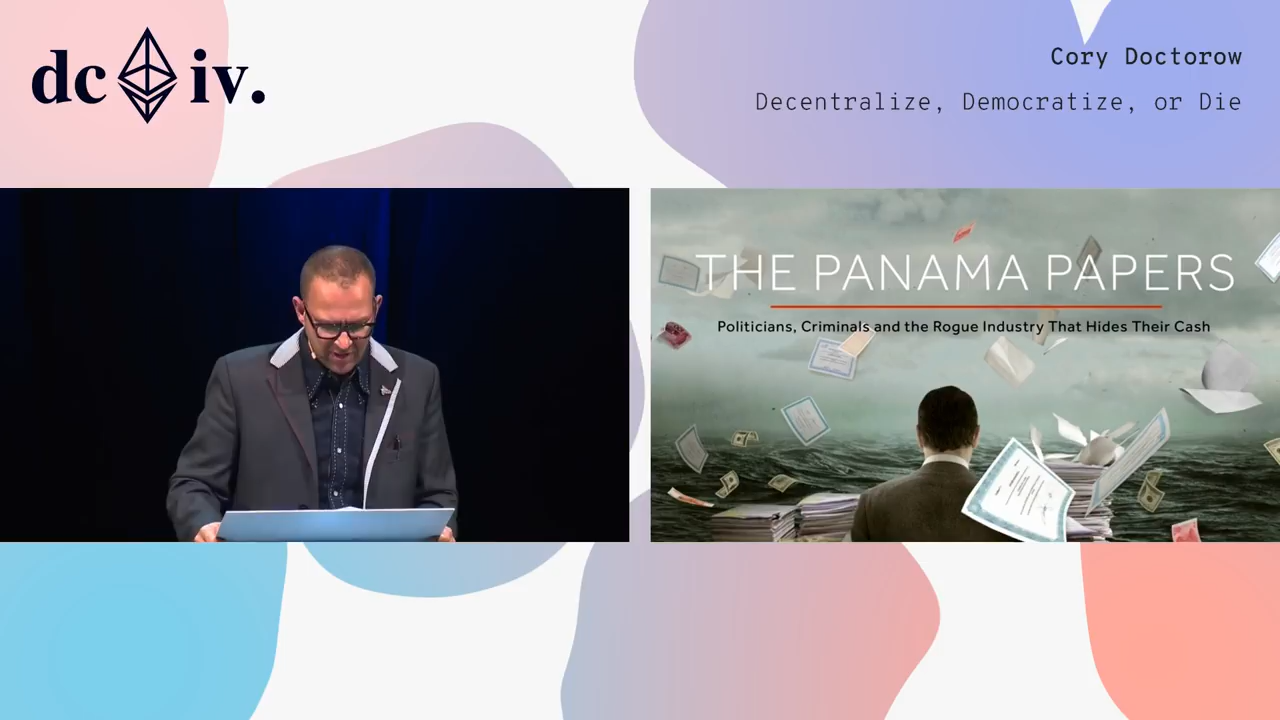 dc iv.
Cory Doctorow
Decentralize, Democratize, or Die
THE PANAMA PAPERS
Politicians, Criminals and the Rogue Industry That Hides Their Cash